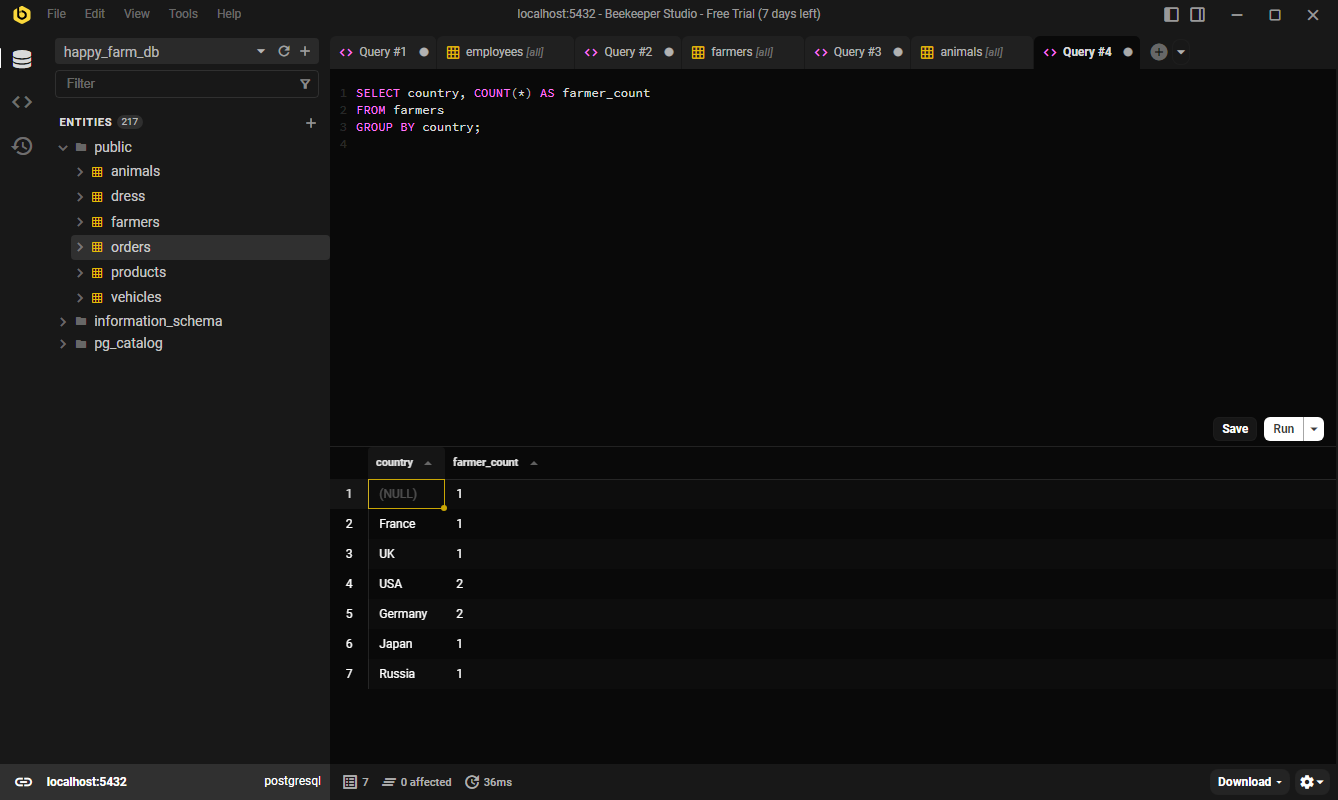 File Edit View Tools Help
localhost:5432 - Beekeeper Studio - Free Trial (7 days left)
happy_farm_db
Filter
ENTITIES 217
public
animals
dress
farmers
orders
products
vehicles
information_schema
pg_catalog
localhost:5432 postgresql
Query #1 employees [all] Query #2 farmers [all] Query #3 animals [all] Query #4
1 SELECT country, COUNT(*) AS farmer_count
2 FROM farmers
3 GROUP BY country;
4
Save Run
country farmer_count
1 (NULL) 1
2 France 1
3 UK 1
4 USA 2
5 Germany 2
6 Japan 1
7 Russia 1
7 0 affected 36ms
Download